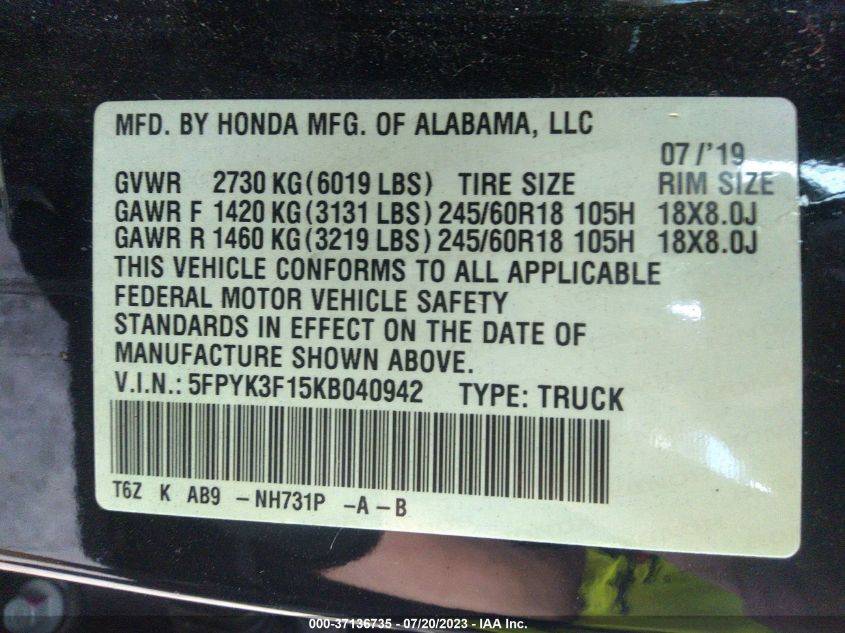 MFD. BY HONDA MFG. OF ALABAMA, LLC
07 /'19
GVWR 2730 KG (6019 LBS) TIRE SIZE RIM SIZE
GAWR F 1420 KG (3131 LBS) 245/60R18 105H 18X8.0J
GAWR R 1460 KG (3219 LBS) 245/60R18 105H 18X8.0J
THIS VEHICLE CONFORMS TO ALL APPLICABLE
FEDERAL MOTOR VEHICLE SAFETY
STANDARDS IN EFFECT ON THE DATE OF
MANUFACTURE SHOWN ABOVE.
V.I.N.: 5FPYK3F15KB040942 TYPE: TRUCK
T6Z K AB9 - NH731P - A - B
000-37136735 - 07/20/2023 - IAA Inc.